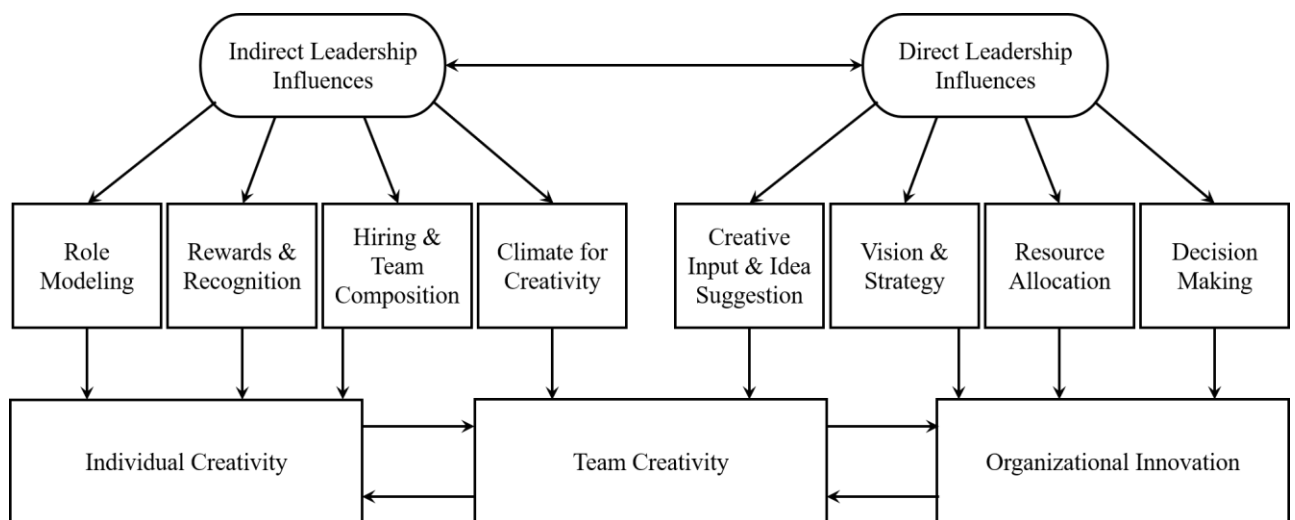 Indirect Leadership
Influences
Direct Leadership
Influences
Role
Modeling
Rewards &
Recognition
Hiring &
Team
Composition
Climate for
Creativity
Creative
Input & Idea
Suggestion
Vision &
Strategy
Resource
Allocation
Decision
Making
Individual Creativity
Team Creativity
Organizational Innovation